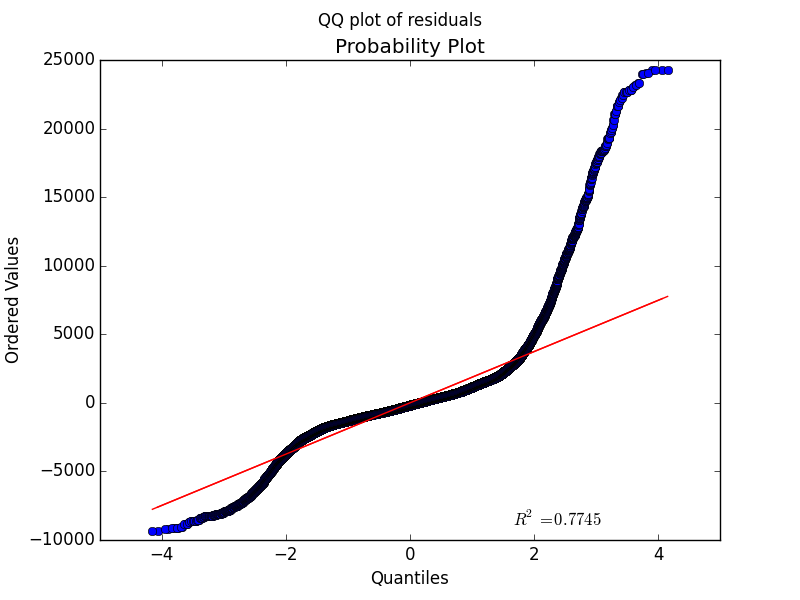 QQ plot of residuals
Probability Plot
25000
20000
15000
10000
5000
0
−5000
−10000
Ordered Values
R² = 0.7745
−4
−2
0
2
4
Quantiles